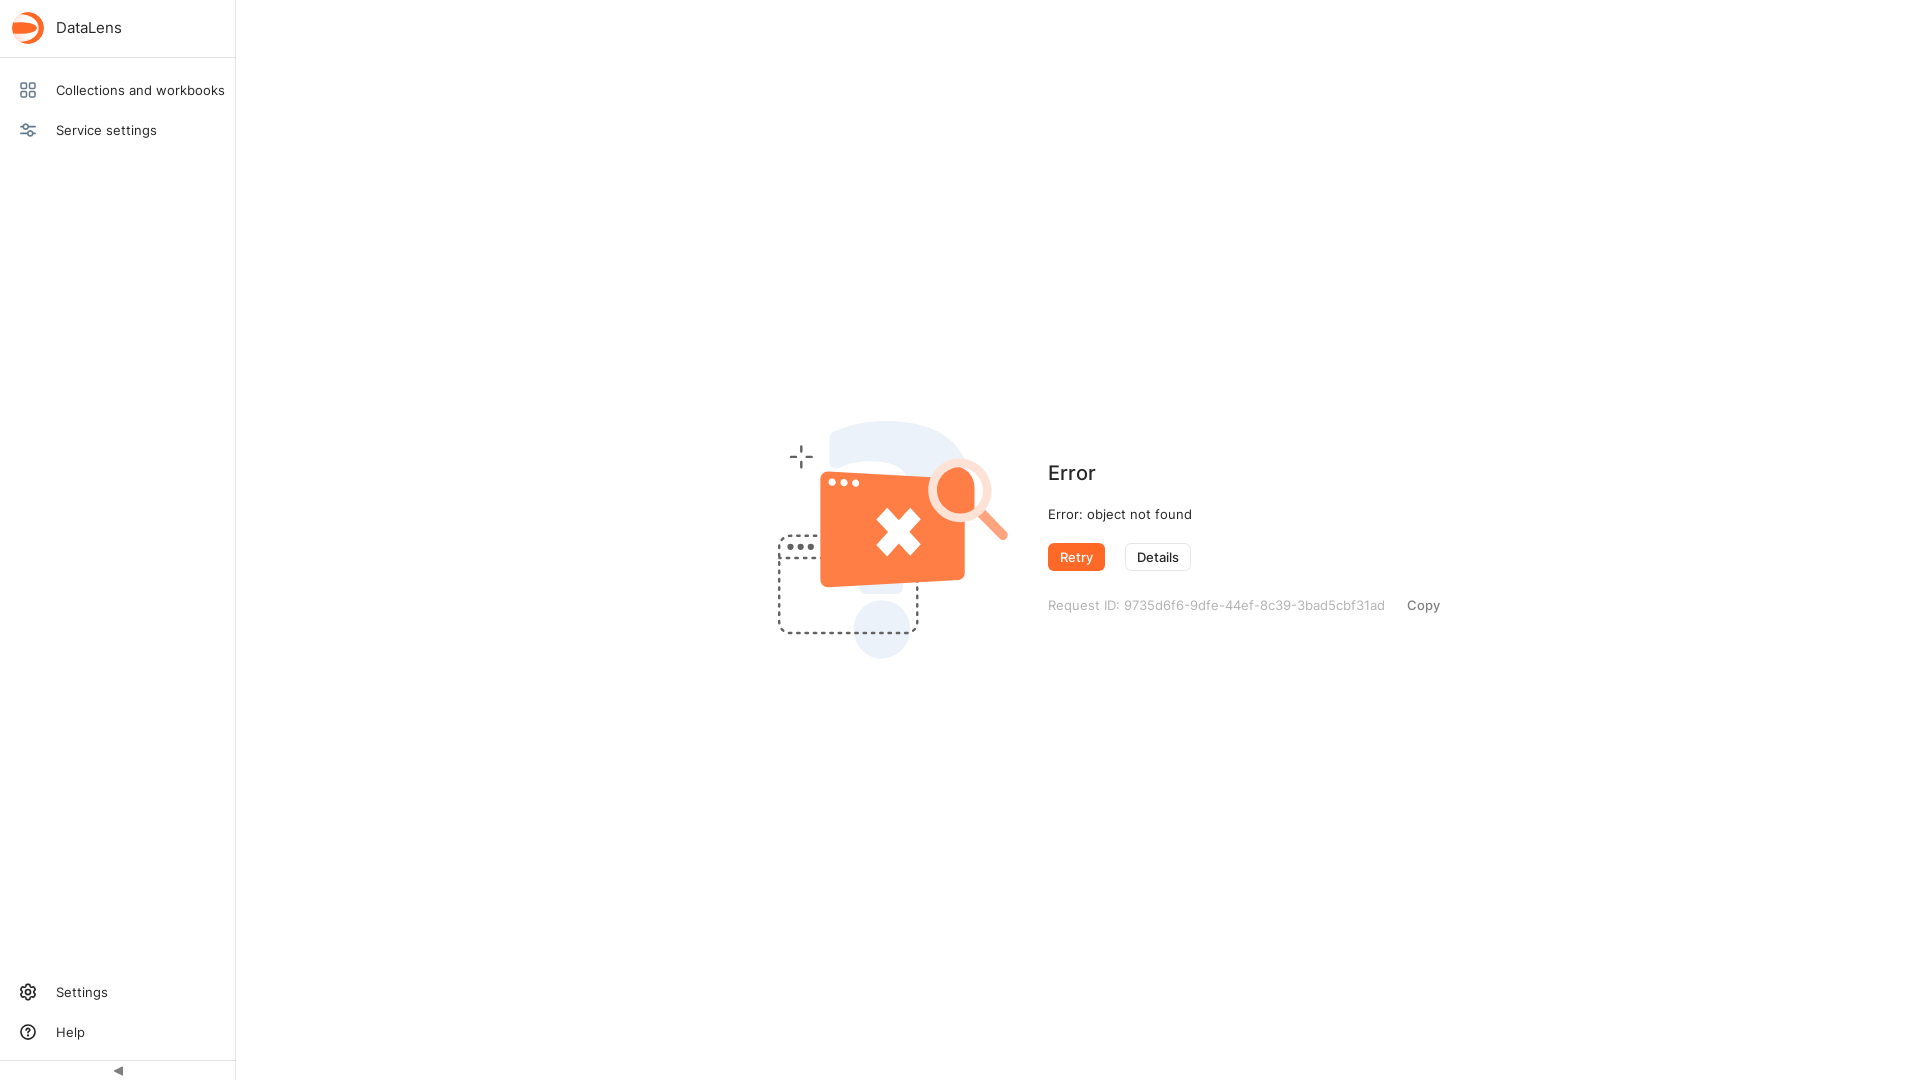 DataLens
Collections and workbooks
Service settings
Error
Error: object not found
Retry
Details
Request ID: 9735d6f6-9dfe-44ef-8c39-3bad5cbf31ad
Copy
Settings
Help